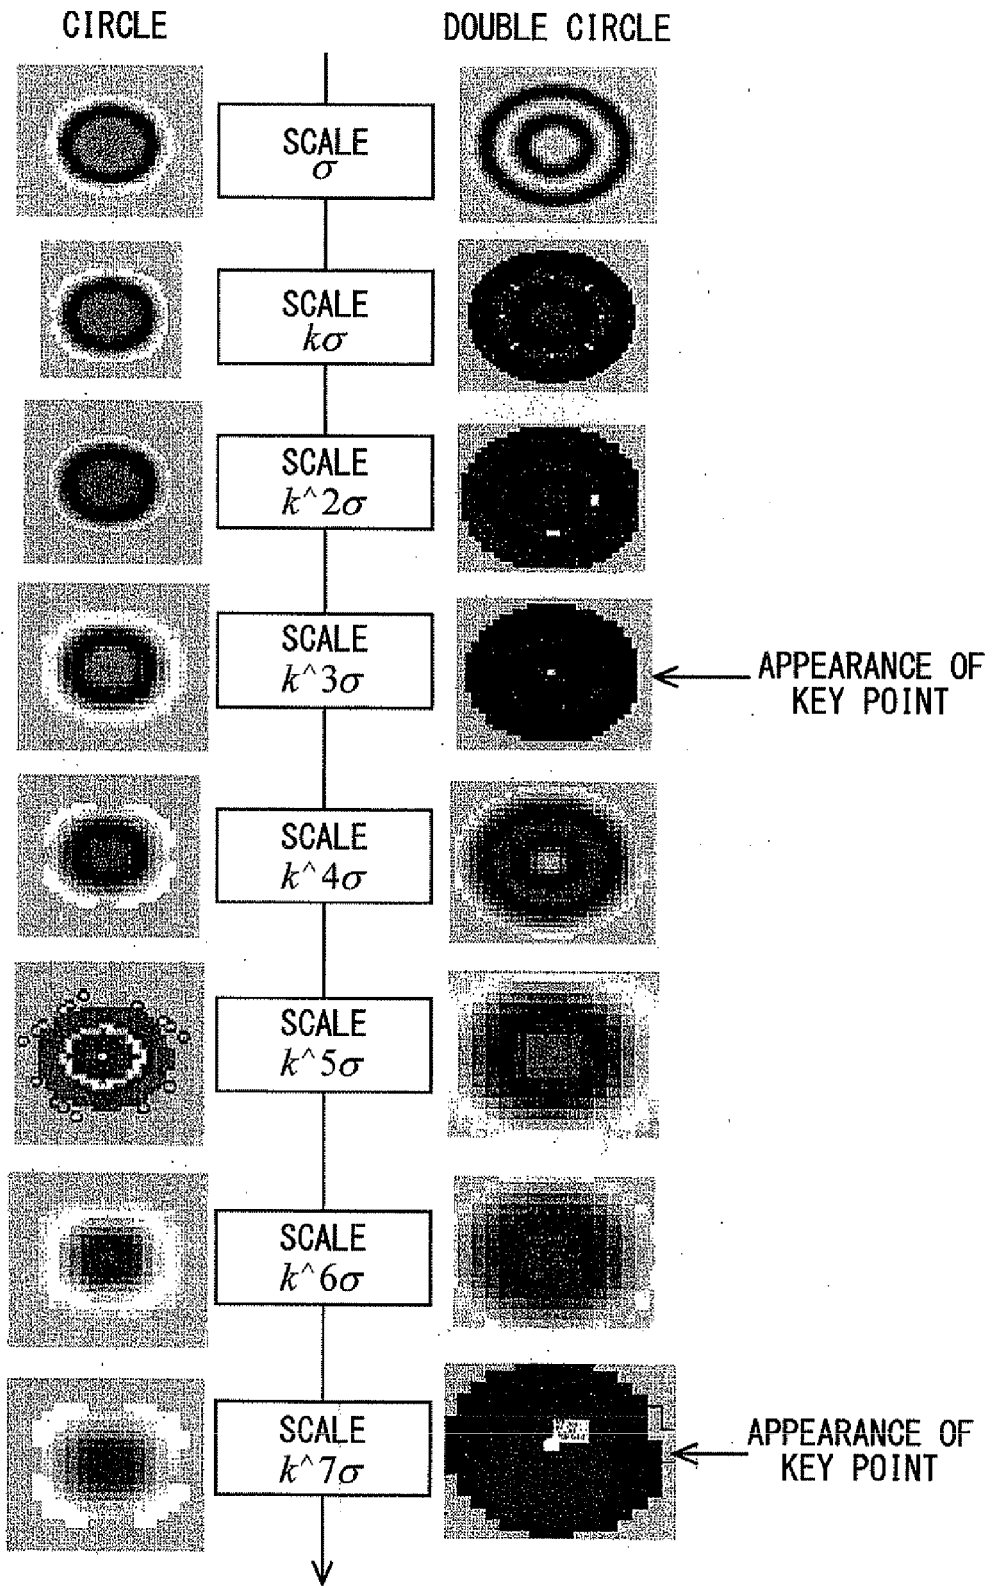 CIRCLE
DOUBLE CIRCLE
SCALE
σ
SCALE
kσ
SCALE
k^2σ
SCALE
k^3σ
APPEARANCE OF
KEY POINT
SCALE
k^4σ
SCALE
k^5σ
SCALE
k^6σ
SCALE
k^7σ
APPEARANCE OF
KEY POINT